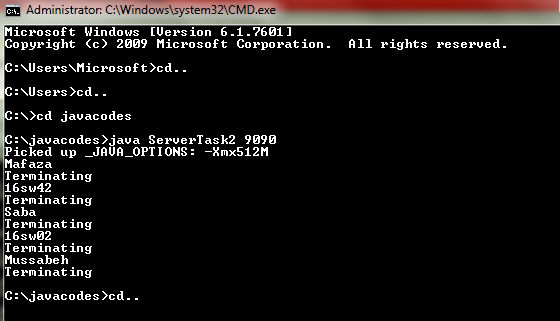 Administrator: C:\Windows\system32\CMD.exe
Microsoft Windows [Version 6.1.7601]
Copyright (c) 2009 Microsoft Corporation.  All rights reserved.
C:\Users\Microsoft>cd..
C:\Users>cd..
C:\>cd javacodes
C:\javacodes>java ServerTask2 9090
Picked up _JAVA_OPTIONS: -Xmx512M
Mafaza
Terminating
16sw42
Terminating
Saba
Terminating
16sw02
Terminating
Mussabeh
Terminating
C:\javacodes>cd..